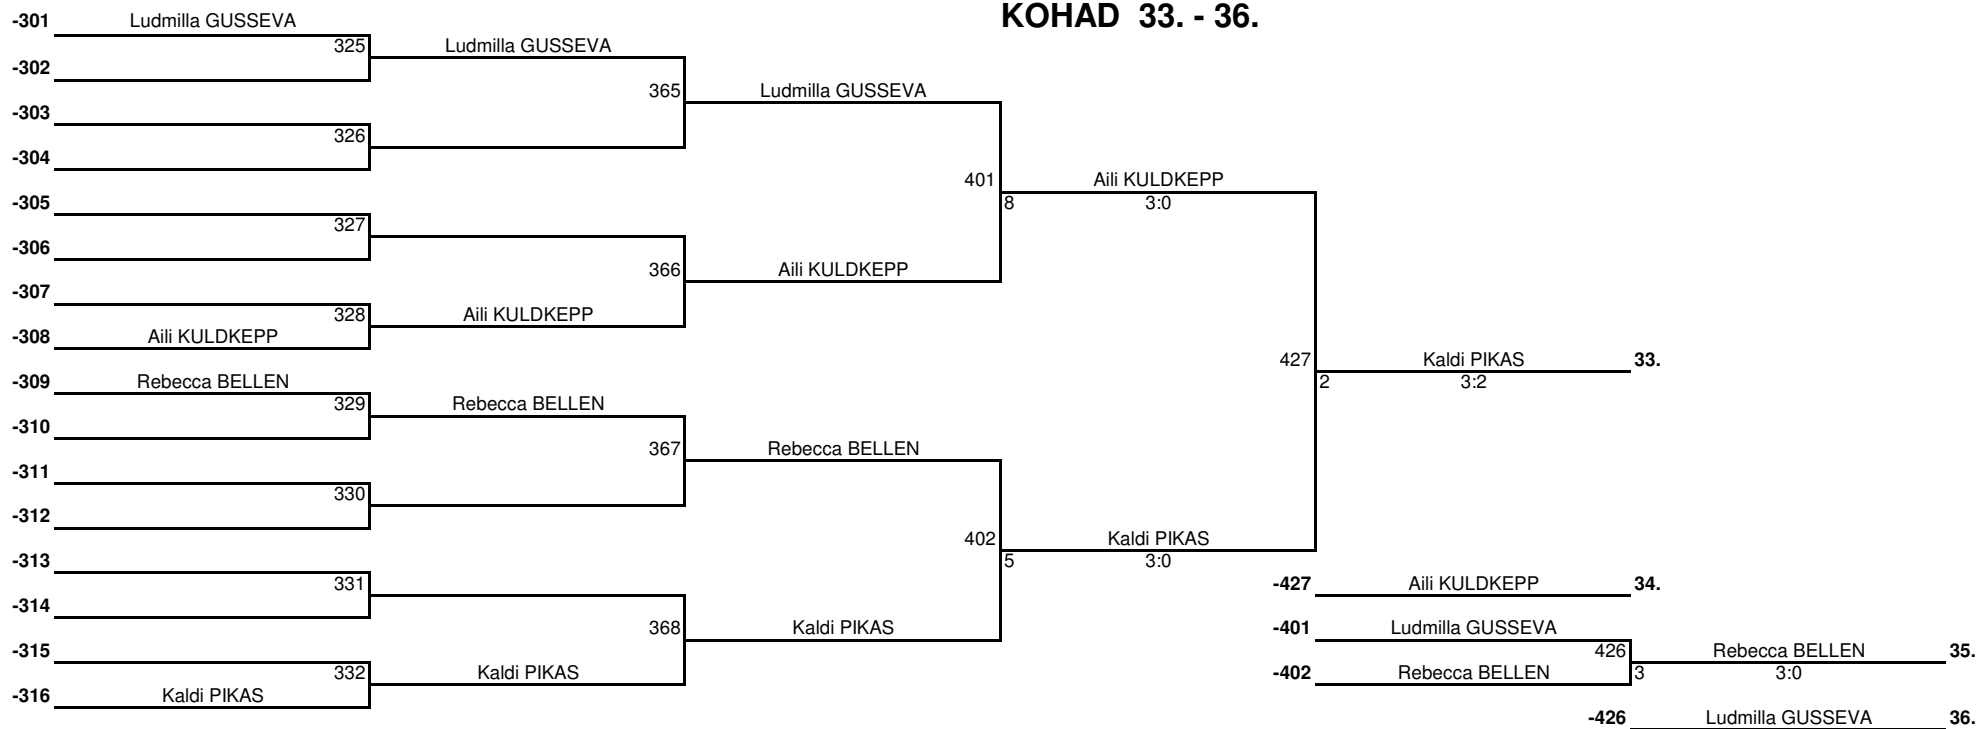 KOHAD 33. - 36.
-301 Ludmilla GUSSEVA
325 Ludmilla GUSSEVA
-302
365 Ludmilla GUSSEVA
-303
326
-304
401 Aili KULDKEPP
8 3:0
-305
327
-306
366 Aili KULDKEPP
-307
328 Aili KULDKEPP
-308 Aili KULDKEPP
427 Kaldi PIKAS 33.
2 3:2
-309 Rebecca BELLEN
329 Rebecca BELLEN
-310
367 Rebecca BELLEN
-311
330
-312
402 Kaldi PIKAS
5 3:0
-313
331
-314
368 Kaldi PIKAS
-315
332 Kaldi PIKAS
-316 Kaldi PIKAS
-427 Aili KULDKEPP 34.
-401 Ludmilla GUSSEVA
426 Rebecca BELLEN 35.
-402 Rebecca BELLEN
3 3:0
-426 Ludmilla GUSSEVA 36.